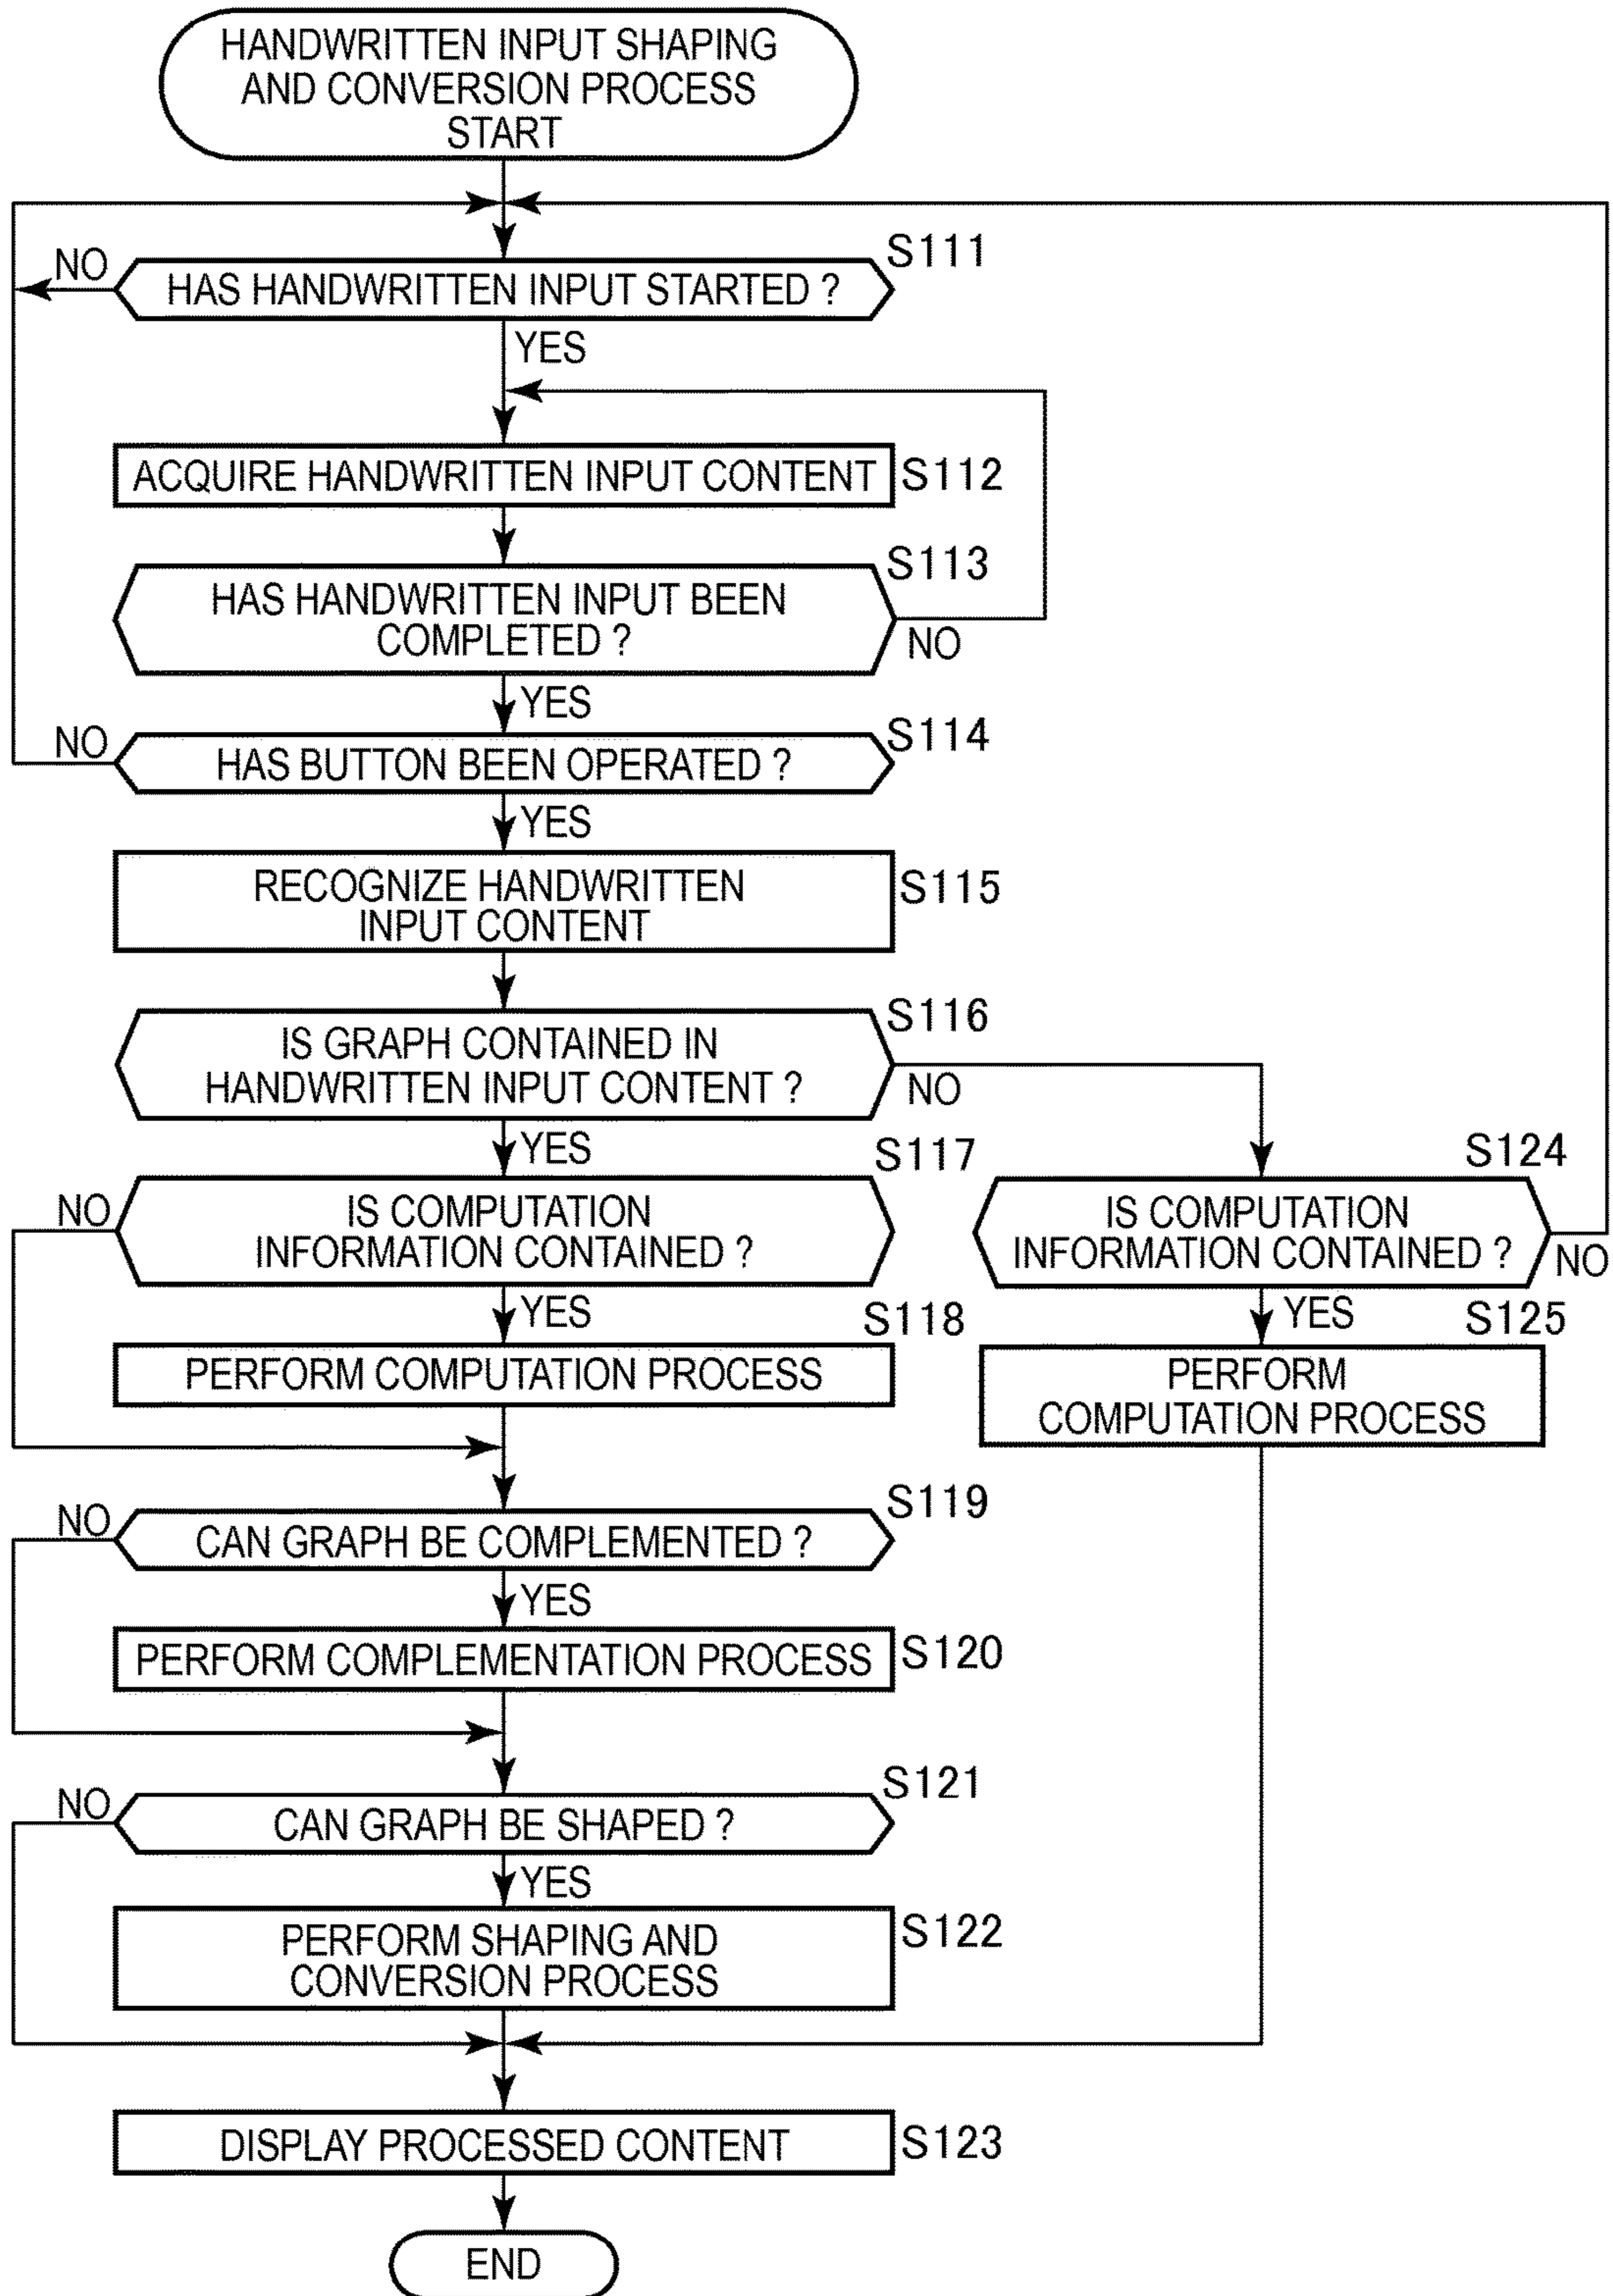 HANDWRITTEN INPUT SHAPING
AND CONVERSION PROCESS
START
S111
NO
HAS HANDWRITTEN INPUT STARTED ?
YES
ACQUIRE HANDWRITTEN INPUT CONTENT
S112
S113
HAS HANDWRITTEN INPUT BEEN
COMPLETED ?
NO
YES
S114
NO
HAS BUTTON BEEN OPERATED ?
YES
RECOGNIZE HANDWRITTEN
INPUT CONTENT
S115
S116
IS GRAPH CONTAINED IN
HANDWRITTEN INPUT CONTENT ?
NO
YES
S117
NO
IS COMPUTATION
INFORMATION CONTAINED ?
YES
S118
PERFORM COMPUTATION PROCESS
S124
IS COMPUTATION
INFORMATION CONTAINED ?
NO
YES
S125
PERFORM
COMPUTATION PROCESS
S119
NO
CAN GRAPH BE COMPLEMENTED ?
YES
PERFORM COMPLEMENTATION PROCESS
S120
S121
NO
CAN GRAPH BE SHAPED ?
YES
PERFORM SHAPING AND
CONVERSION PROCESS
S122
DISPLAY PROCESSED CONTENT
S123
END